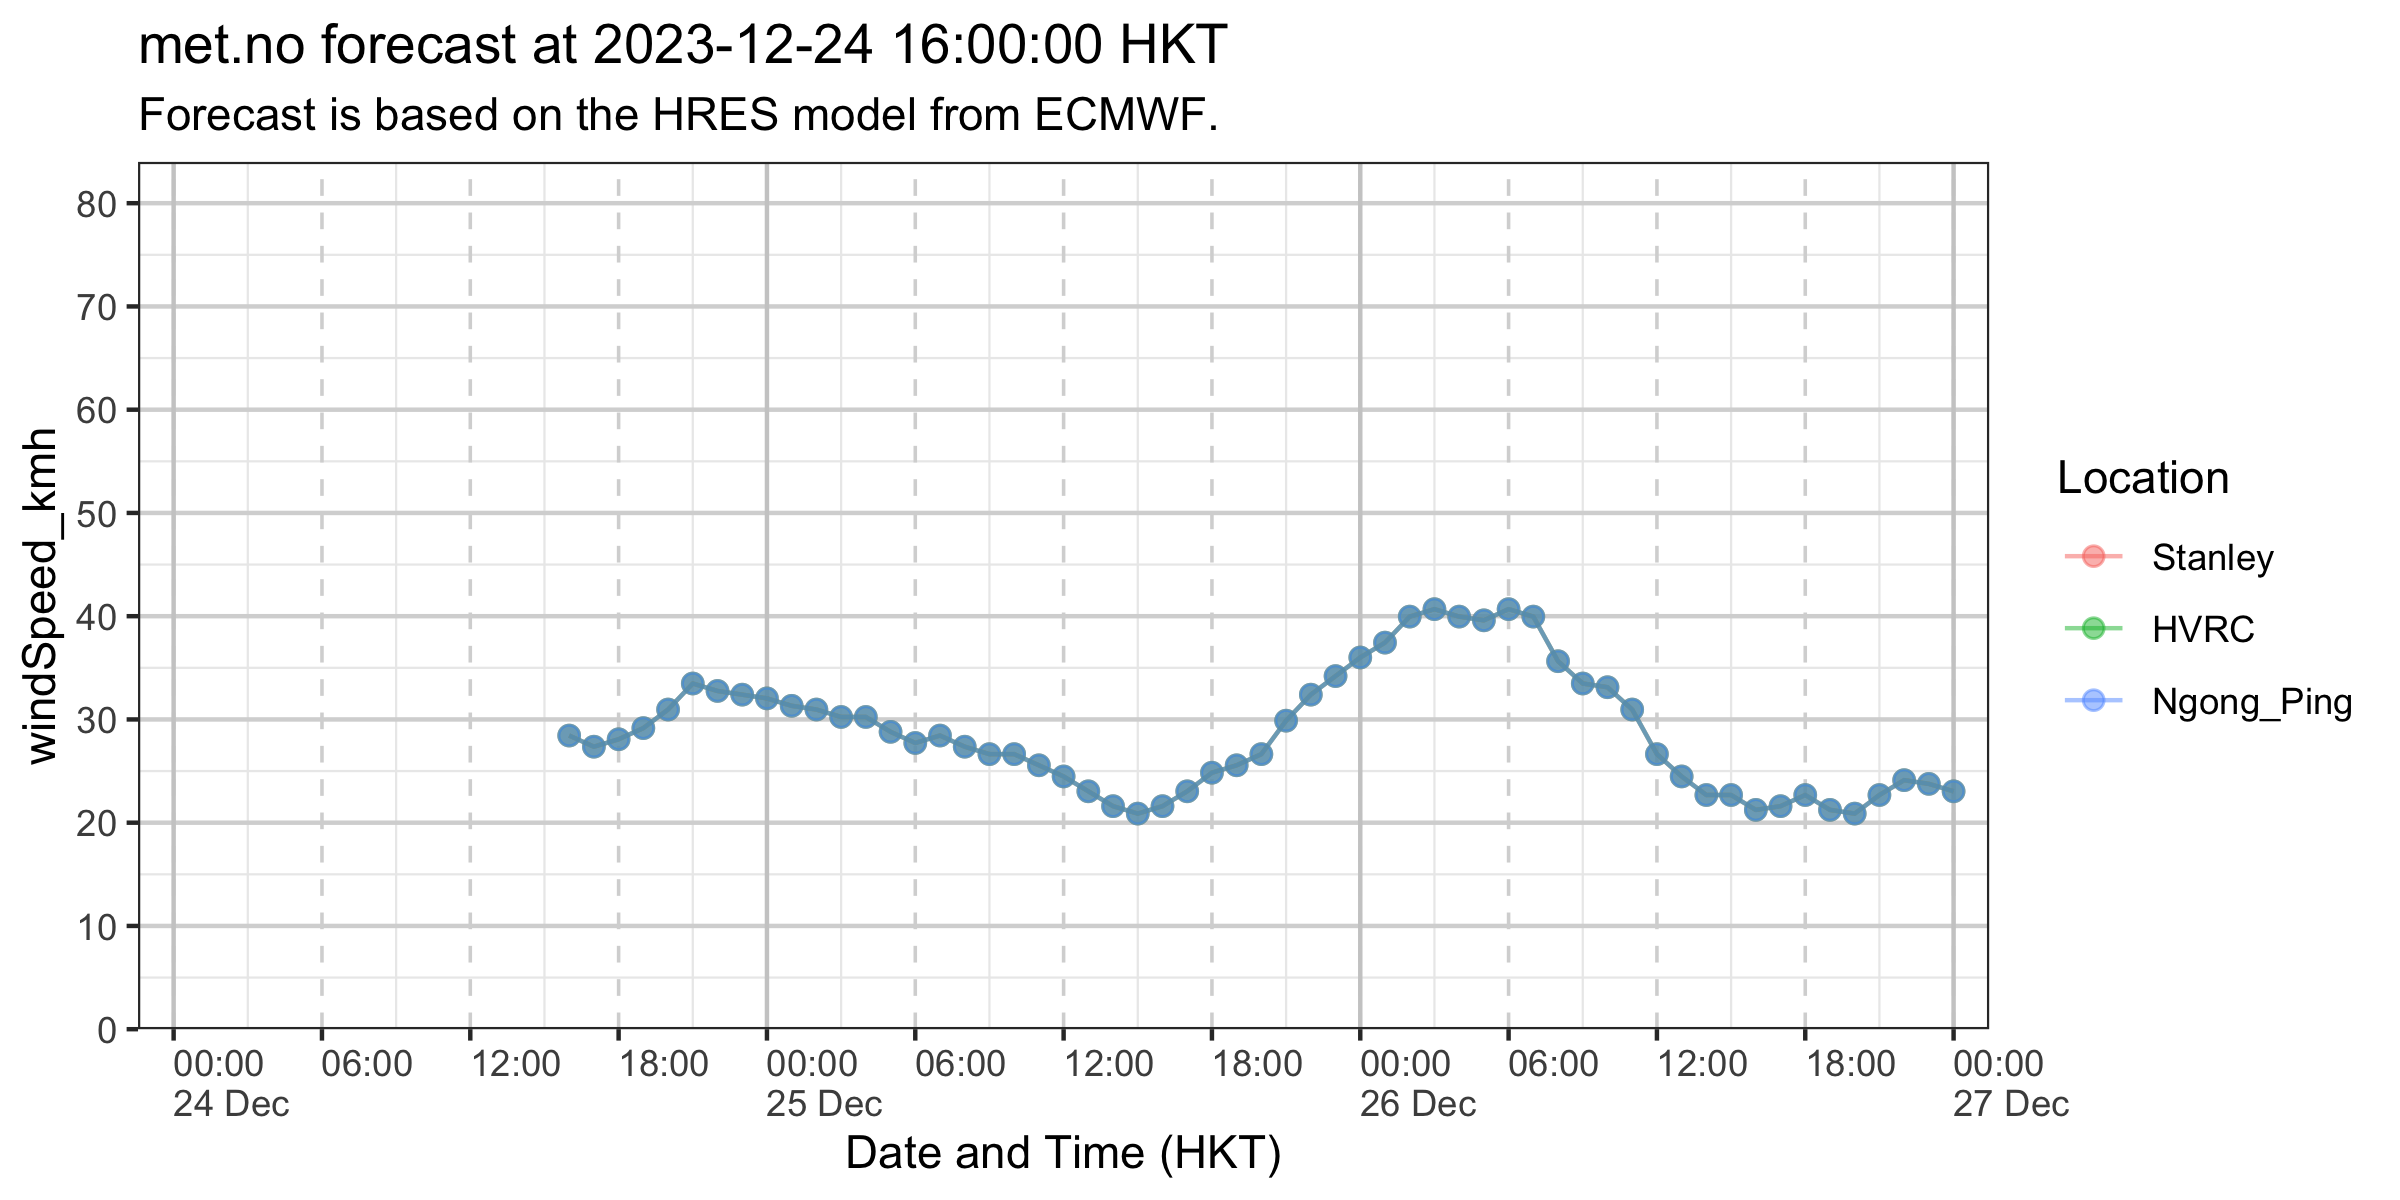 met.no forecast at 2023-12-24 16:00:00 HKT
Forecast is based on the HRES model from ECMWF.
windSpeed_kmh
80
70
60
50
40
30
20
10
0
00:00 06:00 12:00 18:00 00:00 06:00 12:00 18:00 00:00 06:00 12:00 18:00 00:00
24 Dec 25 Dec 26 Dec 27 Dec
Date and Time (HKT)
Location
Stanley
HVRC
Ngong_Ping